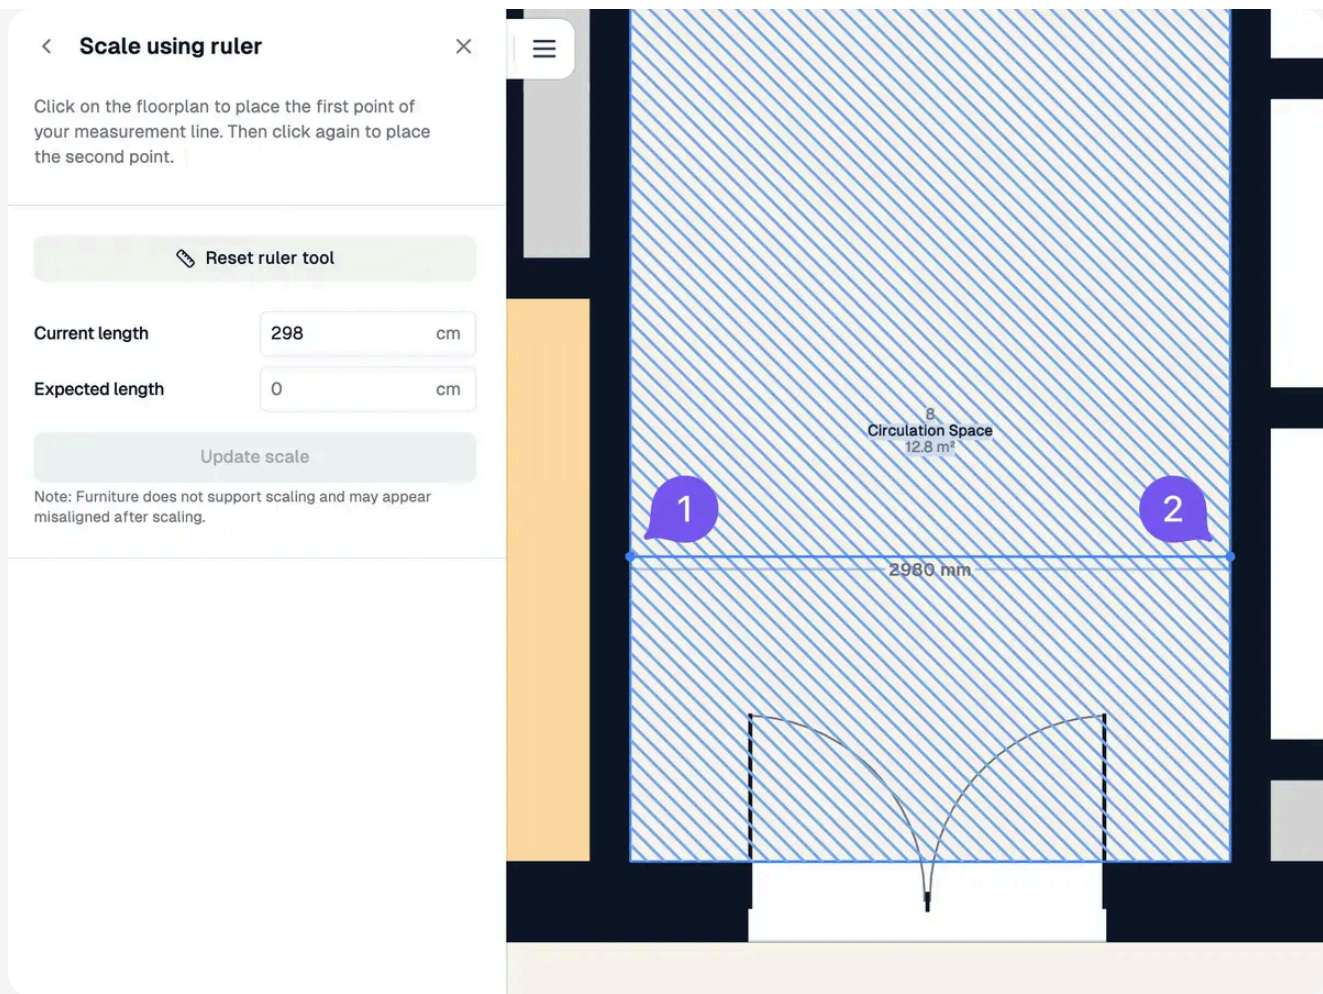 Scale using ruler
Click on the floorplan to place the first point of
your measurement line. Then click again to place
the second point.
Reset ruler tool
Current length
298 cm
Expected length
0 cm
Update scale
Note: Furniture does not support scaling and may appear
misaligned after scaling.
8
Circulation Space
12.8 m²
1
2
2980 mm